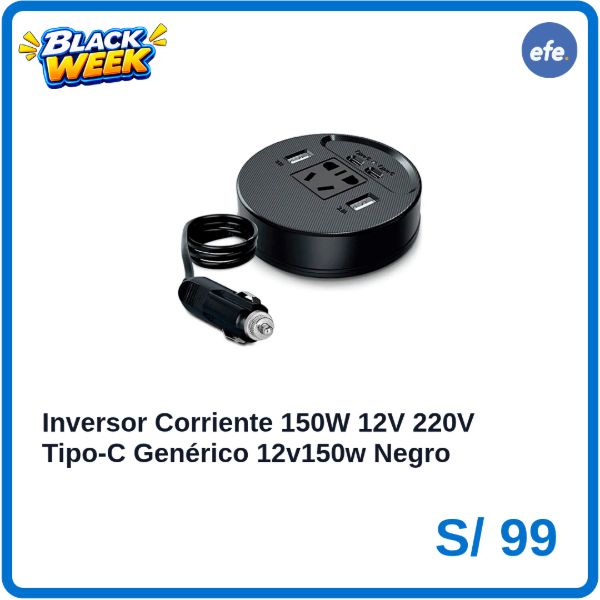 BLACK
WEEK
efe.
Inversor Corriente 150W 12V 220V
Tipo-C Genérico 12v150w Negro
S/ 99